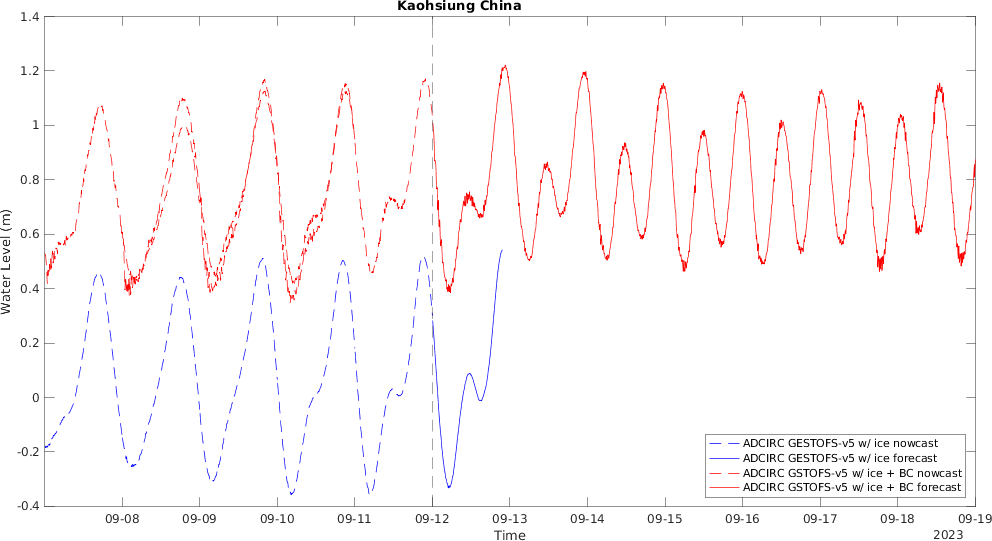 Kaohsiung China
1.4
1.2
1
0.8
0.6
0.4
0.2
0
-0.2
-0.4
Water Level (m)
09-08 09-09 09-10 09-11 09-12 09-13 09-14 09-15 09-16 09-17 09-18 09-19
Time
2023
ADCIRC GESTOFS-v5 w/ ice nowcast
ADCIRC GESTOFS-v5 w/ ice forecast
ADCIRC GSTOFS-v5 w/ ice + BC nowcast
ADCIRC GSTOFS-v5 w/ ice + BC forecast